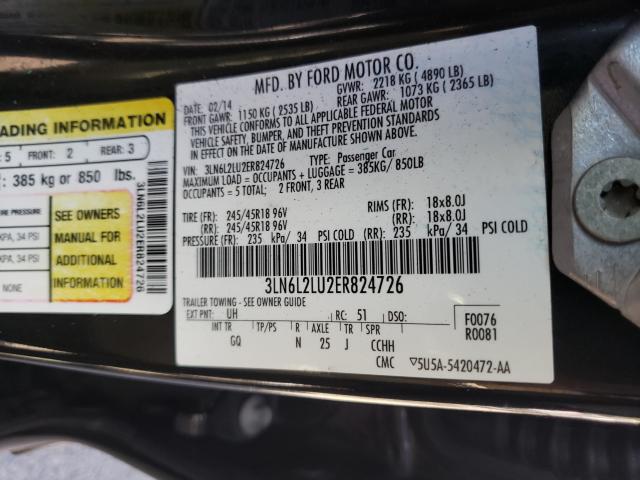 MFD. BY FORD MOTOR CO.
02/14
GVWR: 2218 KG ( 4890 LB)
FRONT GAWR: 1150 KG ( 2535 LB)
REAR GAWR: 1073 KG ( 2365 LB)
THIS VEHICLE CONFORMS TO ALL APPLICABLE FEDERAL MOTOR
VEHICLE SAFETY, BUMPER, AND THEFT PREVENTION STANDARDS
IN EFFECT ON THE DATE OF MANUFACTURE SHOWN ABOVE.
VIN: 3LN6L2LU2ER824726 TYPE: Passenger Car
MAXIMUM LOAD = OCCUPANTS + LUGGAGE = 385KG/ 850LB
OCCUPANTS = 5 TOTAL: 2 FRONT, 3 REAR
TIRE (FR): 245/45R18 96V RIMS (FR): 18x8.0J
(RR): 245/45R18 96V (RR): 18x8.0J
PRESSURE (FR): 235 kPa/ 34 PSI COLD (RR): 235 kPa/ 34 PSI COLD
3LN6L2LU2ER824726
TRAILER TOWING - SEE OWNER GUIDE
EXT PNT: UH RC: 51 DSO:
F0076
R0081
INT TR TP/PS R AXLE TR SPR
GQ N 25 J CCHH
CMC ▽5U5A-5420472-AA
ADING INFORMATION
5 FRONT: 2 REAR: 3
: 385 kg or 850 lbs.
RE PRESSURE
KPA, 34 PSI
KPA, 34 PSI
NONE
SEE OWNERS
MANUAL FOR
ADDITIONAL
INFORMATION
3LN6L2LU2ER824726